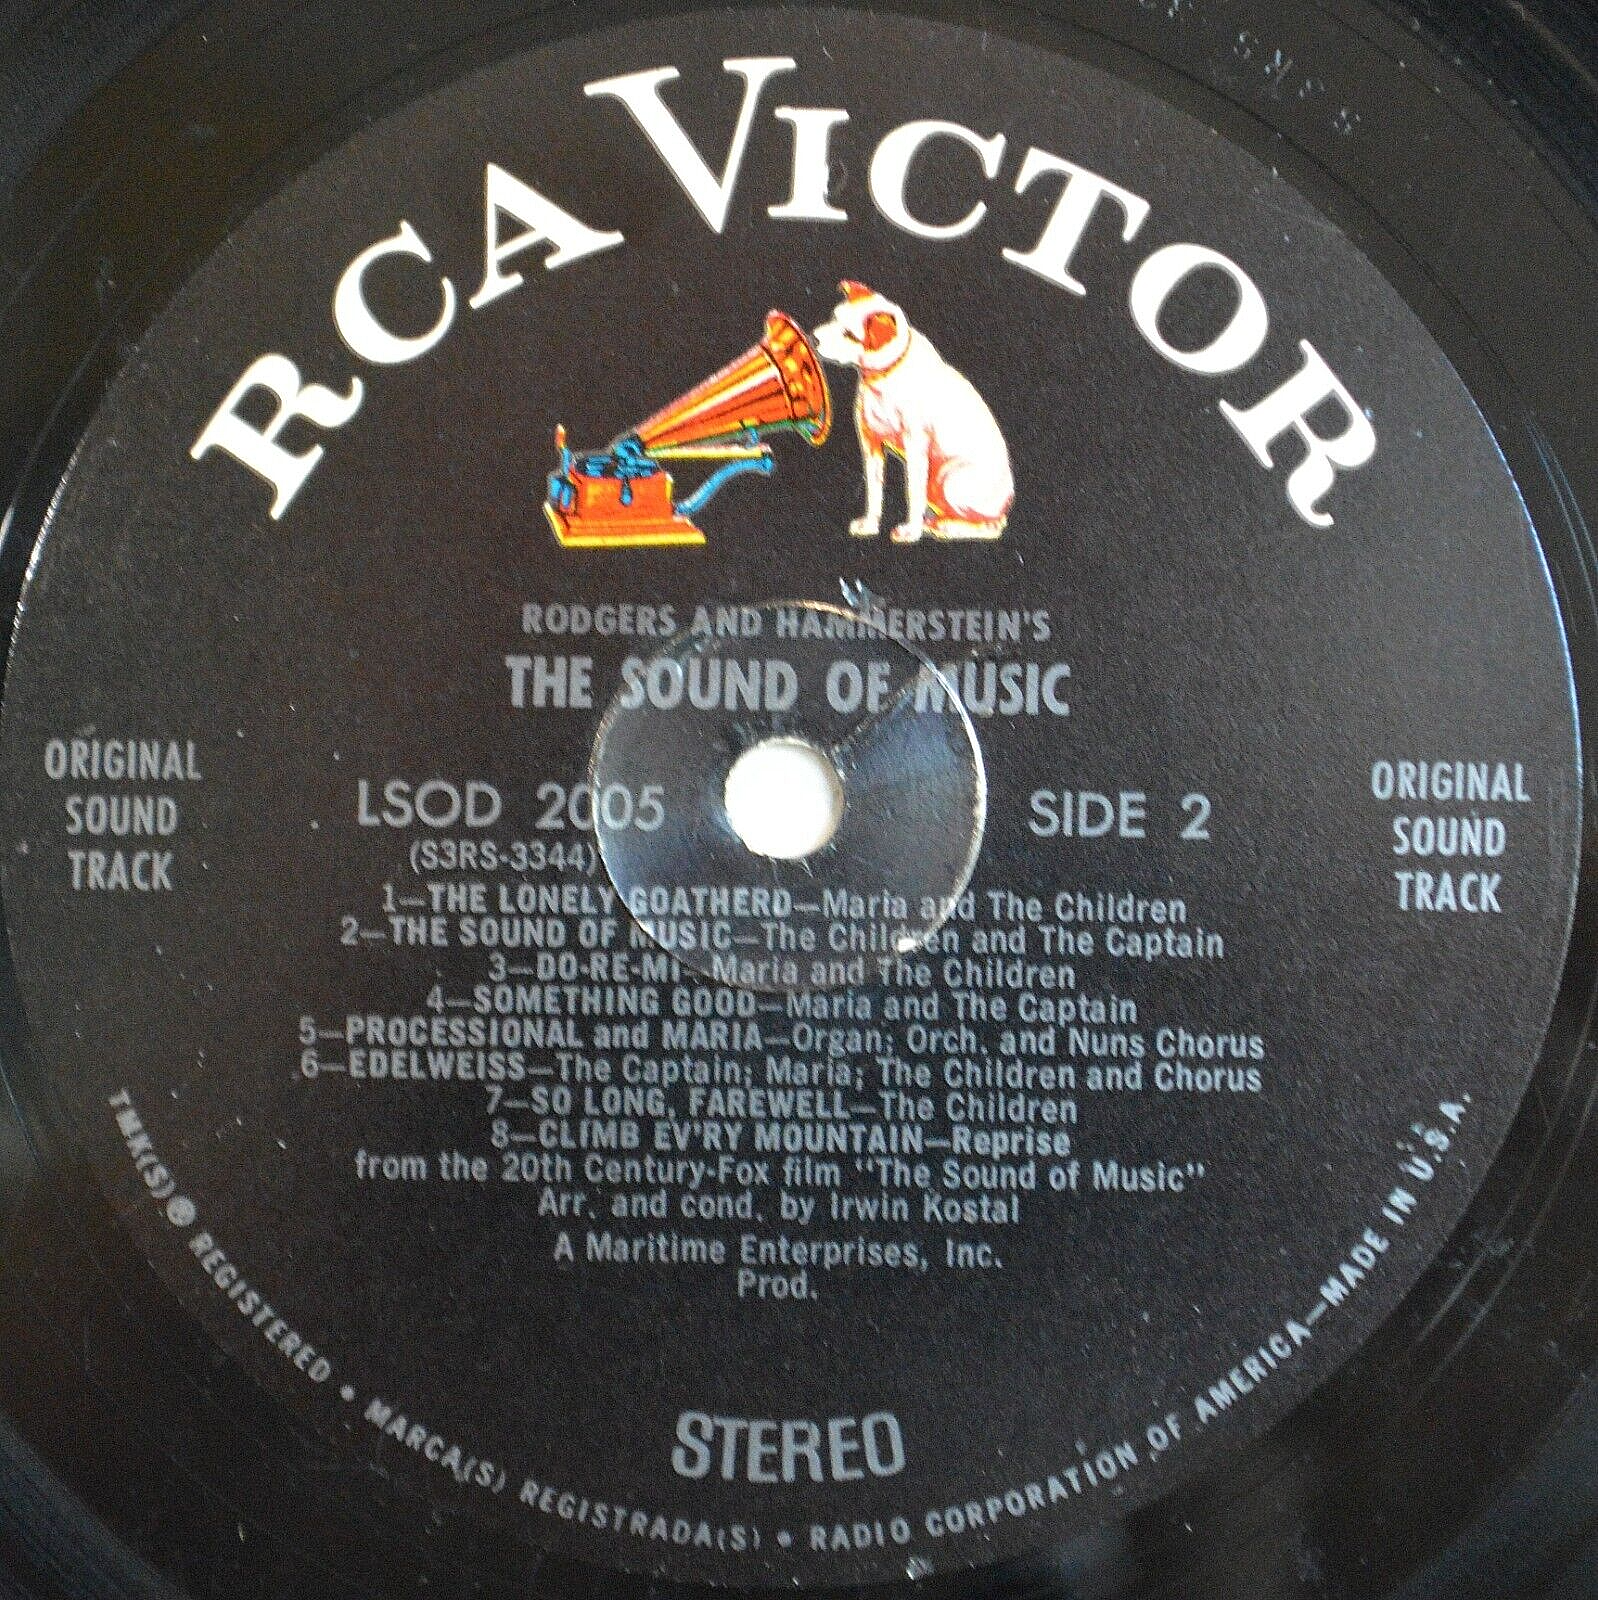 RCA VICTOR
RODGERS AND HAMMERSTEIN'S
THE SOUND OF MUSIC
ORIGINAL
SOUND
TRACK
LSOD 2005
(S3RS-3344)
SIDE 2
ORIGINAL
SOUND
TRACK
1—THE LONELY GOATHERD—Maria and The Children
2—THE SOUND OF MUSIC—The Children and The Captain
3—DO-RE-MI—Maria and The Children
4—SOMETHING GOOD—Maria and The Captain
5—PROCESSIONAL and MARIA—Organ; Orch. and Nuns Chorus
6—EDELWEISS—The Captain; Maria; The Children and Chorus
7—SO LONG, FAREWELL—The Children
8—CLIMB EV'RY MOUNTAIN—Reprise
from the 20th Century-Fox film "The Sound of Music"
Arr. and cond. by Irwin Kostal
A Maritime Enterprises, Inc.
Prod.
STEREO
TMK(S) ® REGISTERED • MARCA(S) REGISTRADA(S) • RADIO CORPORATION OF AMERICA—MADE IN U.S.A.